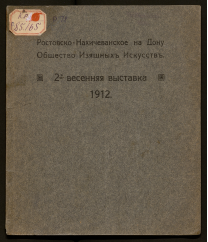 Ростовско-Нахичеванское на Дону
Общество Изящныхъ Искусствъ.
2-я весенняя выставка
1912.